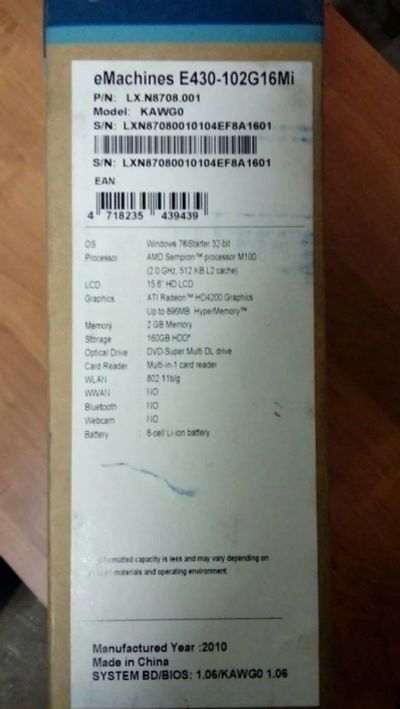 eMachines E430-102G16Mi
P/N: LX.N8708.001
Model: KAWG0
S/N: LXN87080010104EF8A1601
S/N: LXN87080010104EF8A1601
EAN
4 718235 439439
OS Windows 7®Starter 32-bit
Processor AMD Sempron™ processor M100
(2.0 GHz, 512 KB L2 cache)
LCD 15.6" HD LCD
Graphics ATI Radeon™ HD4200 Graphics
Up to 896MB HyperMemory™
Memory 2 GB Memory
Storage 160GB HDD*
Optical Drive DVD-Super Multi DL drive
Card Reader Multi-in-1 card reader
WLAN 802.11b/g
WWAN NO
Bluetooth NO
Webcam NO
Battery 6-cell Li-ion battery
formatted capacity is less and may vary depending on
materials and operating environment.
Manufactured Year :2010
Made in China
SYSTEM BD/BIOS: 1.06/KAWG0 1.06